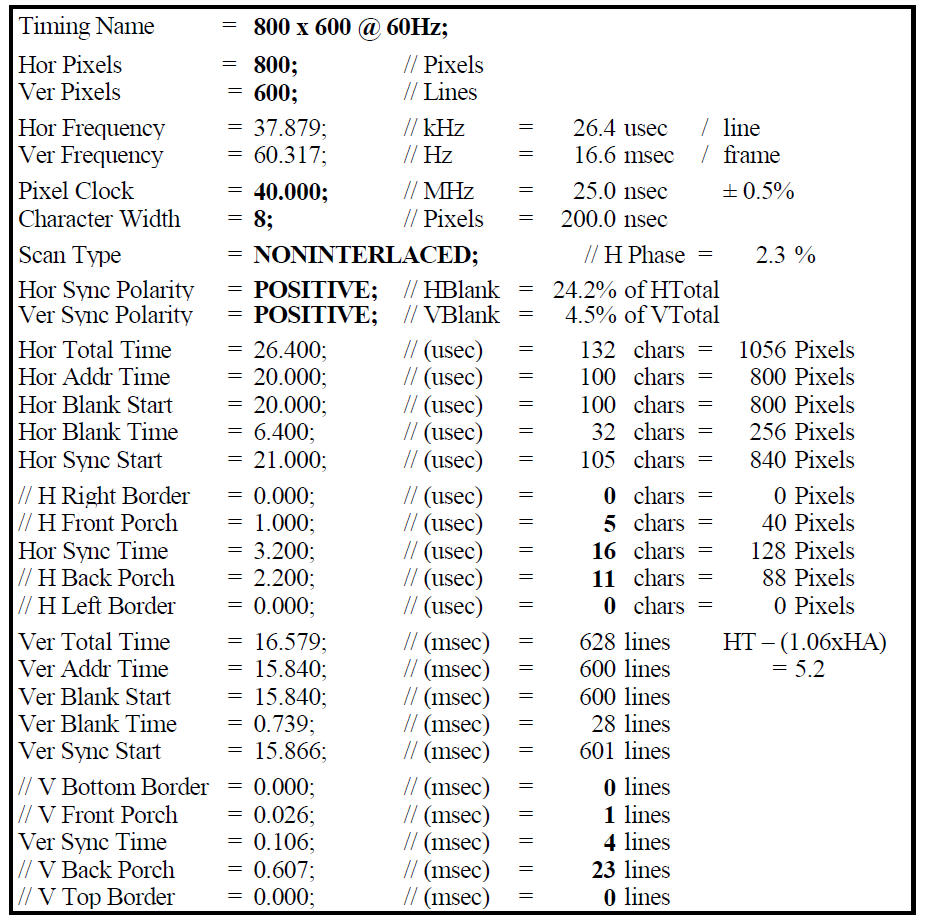 Timing Name = 800 x 600 @ 60Hz;
Hor Pixels = 800; // Pixels
Ver Pixels = 600; // Lines
Hor Frequency = 37.879; // kHz = 26.4 usec / line
Ver Frequency = 60.317; // Hz = 16.6 msec / frame
Pixel Clock = 40.000; // MHz = 25.0 nsec ± 0.5%
Character Width = 8; // Pixels = 200.0 nsec
Scan Type = NONINTERLACED; // H Phase = 2.3 %
Hor Sync Polarity = POSITIVE; // HBlank = 24.2% of HTotal
Ver Sync Polarity = POSITIVE; // VBlank = 4.5% of VTotal
Hor Total Time = 26.400; // (usec) = 132 chars = 1056 Pixels
Hor Addr Time = 20.000; // (usec) = 100 chars = 800 Pixels
Hor Blank Start = 20.000; // (usec) = 100 chars = 800 Pixels
Hor Blank Time = 6.400; // (usec) = 32 chars = 256 Pixels
Hor Sync Start = 21.000; // (usec) = 105 chars = 840 Pixels
// H Right Border = 0.000; // (usec) = 0 chars = 0 Pixels
// H Front Porch = 1.000; // (usec) = 5 chars = 40 Pixels
Hor Sync Time = 3.200; // (usec) = 16 chars = 128 Pixels
// H Back Porch = 2.200; // (usec) = 11 chars = 88 Pixels
// H Left Border = 0.000; // (usec) = 0 chars = 0 Pixels
Ver Total Time = 16.579; // (msec) = 628 lines HT – (1.06xHA)
Ver Addr Time = 15.840; // (msec) = 600 lines = 5.2
Ver Blank Start = 15.840; // (msec) = 600 lines
Ver Blank Time = 0.739; // (msec) = 28 lines
Ver Sync Start = 15.866; // (msec) = 601 lines
// V Bottom Border = 0.000; // (msec) = 0 lines
// V Front Porch = 0.026; // (msec) = 1 lines
Ver Sync Time = 0.106; // (msec) = 4 lines
// V Back Porch = 0.607; // (msec) = 23 lines
// V Top Border = 0.000; // (msec) = 0 lines